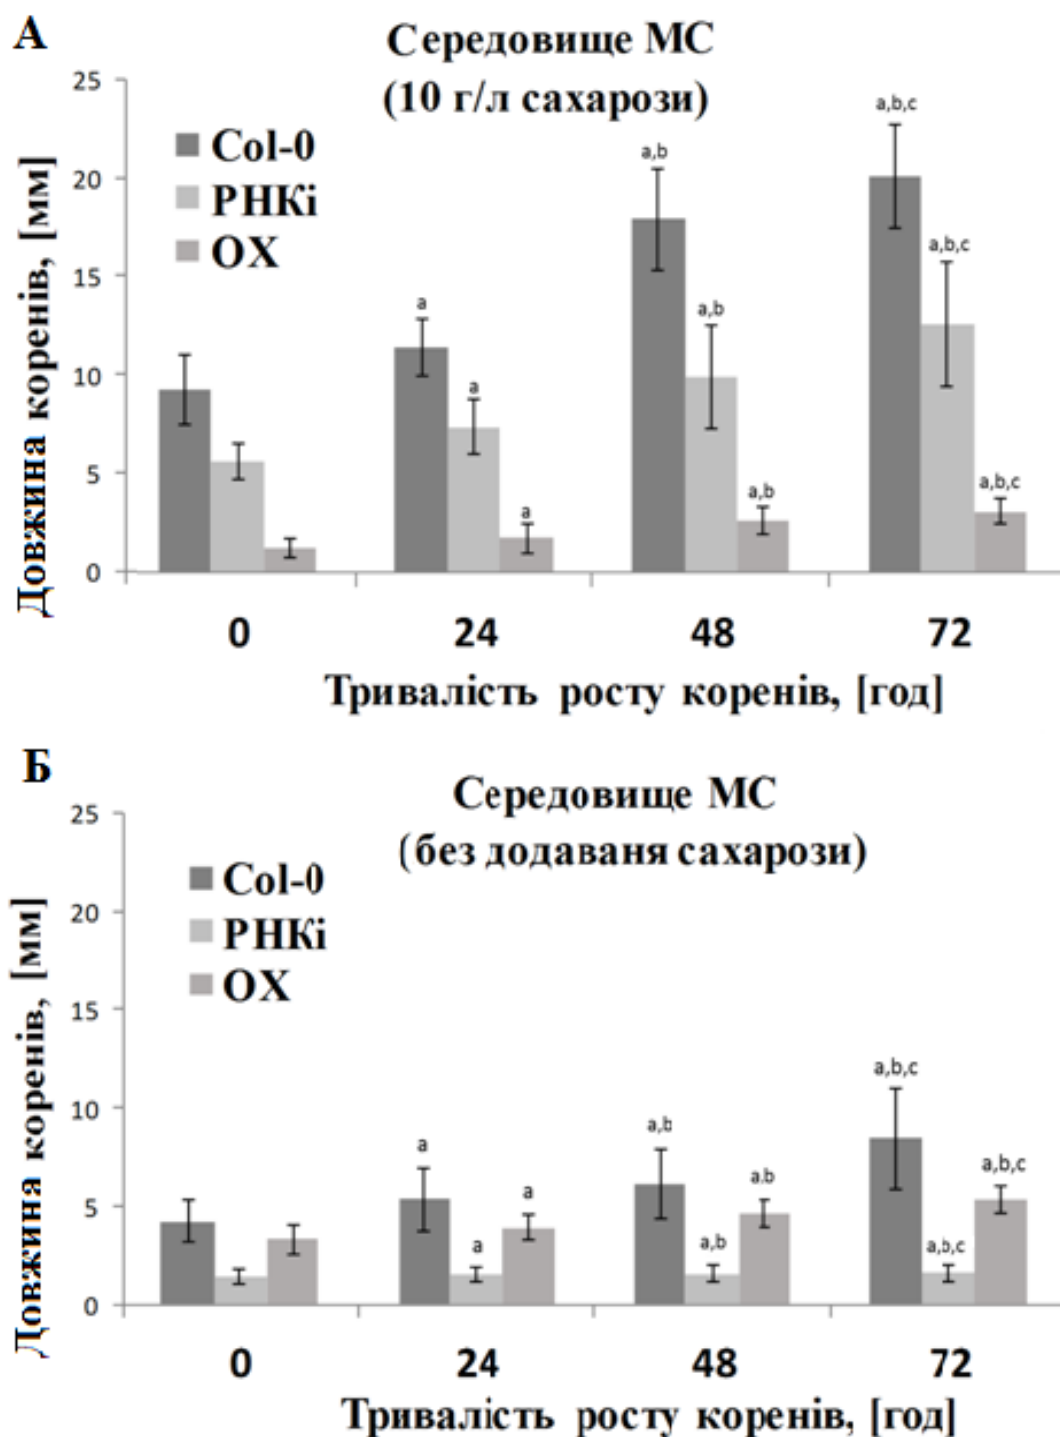 А
Середовище МС
(10 г/л сахарози)
Довжина коренів, [мм]
25
20
15
10
5
0
Col-0
РНКі
OX
a
a
a
a,b
a,b
a,b
a,b,c
a,b,c
a,b,c
0 24 48 72
Тривалість росту коренів, [год]
Б
Середовище МС
(без додаваня сахарози)
Довжина коренів, [мм]
25
20
15
10
5
0
Col-0
РНКі
OX
a
a
a
a,b
a,b
a.b
a,b,c
a,b,c
a,b,c
0 24 48 72
Тривалість росту коренів, [год]